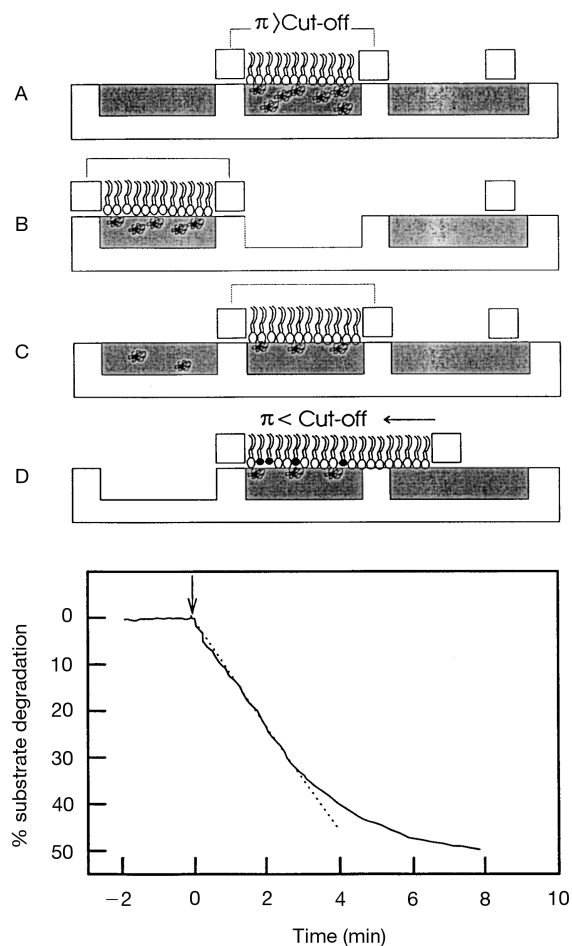 π⟩Cut-off
A
B
C
π< Cut-off
D
% substrate degradation
0
10
20
30
40
50
−2 0 2 4 6 8 10
Time (min)